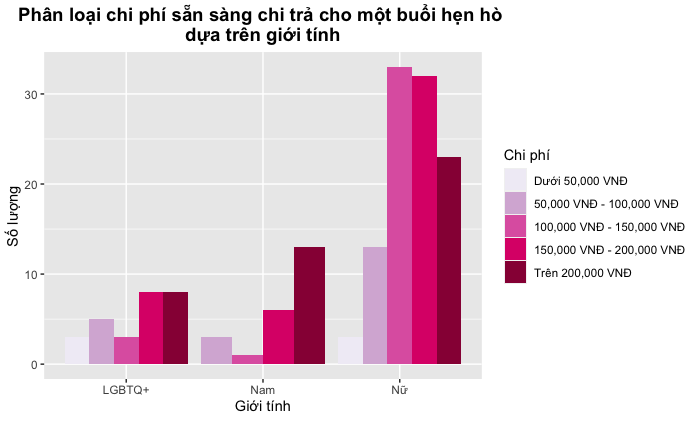 Phân loại chi phí sẵn sàng chi trả cho một buổi hẹn hò
dựa trên giới tính
Số lượng
30
20
10
0
LGBTQ+
Nam
Nữ
Giới tính
Chi phí
Dưới 50,000 VNĐ
50,000 VNĐ - 100,000 VNĐ
100,000 VNĐ - 150,000 VNĐ
150,000 VNĐ - 200,000 VNĐ
Trên 200,000 VNĐ